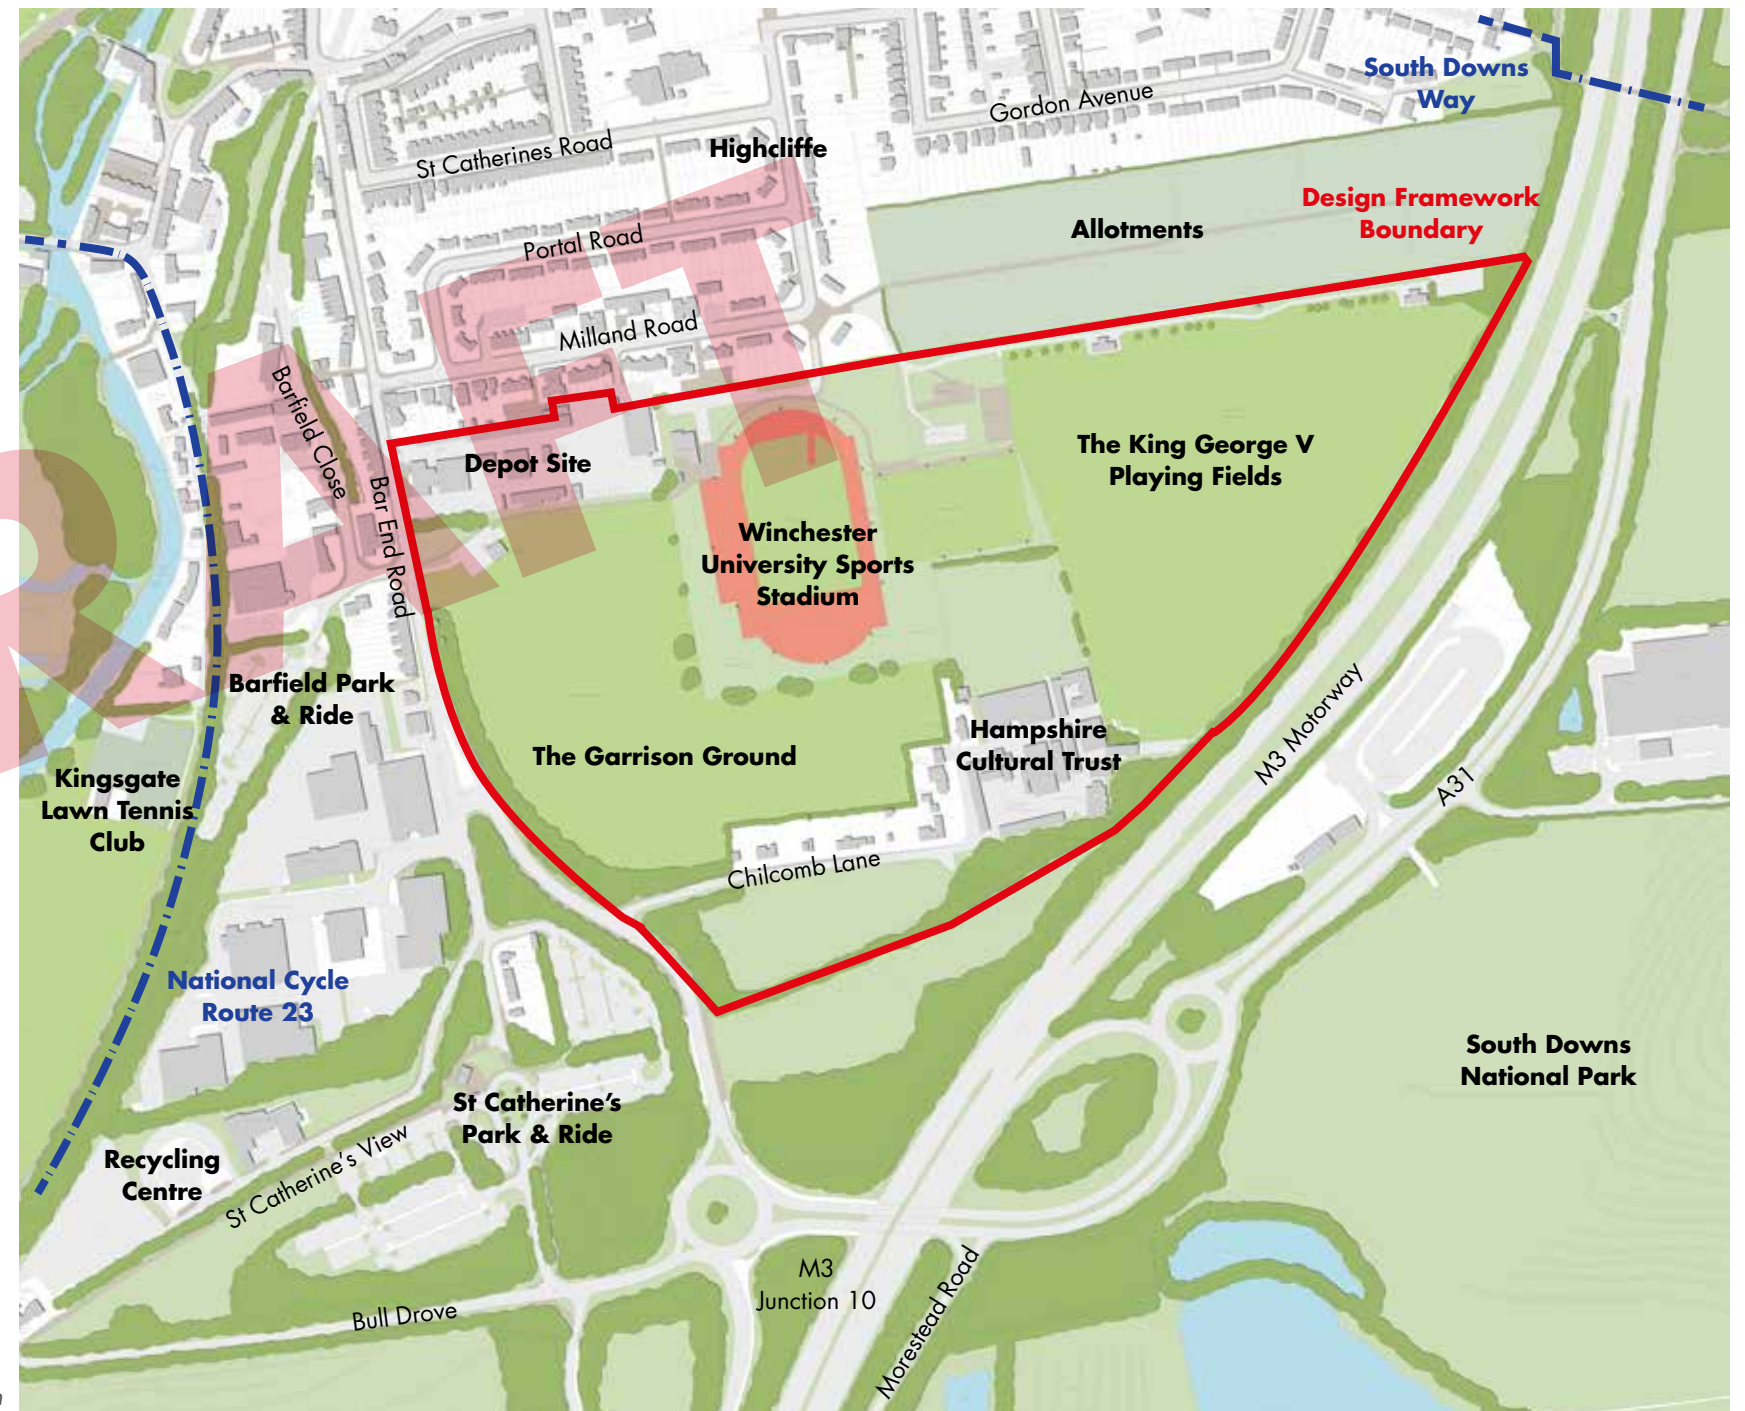 South Downs
Way
Gordon Avenue
St Catherines Road
Highcliffe
Design Framework
Boundary
Allotments
Portal Road
Milland Road
Barfield Close
Depot Site
The King George V
Playing Fields
Bar End Road
Winchester
University Sports
Stadium
Barfield Park
& Ride
Hampshire
Cultural Trust
The Garrison Ground
M3 Motorway
A31
Kingsgate
Lawn Tennis
Club
Chilcomb Lane
National Cycle
Route 23
South Downs
National Park
St Catherine's
Park & Ride
Recycling
Centre
St Catherine's View
M3
Junction 10
Bull Drove
Morestead Road
RAFT